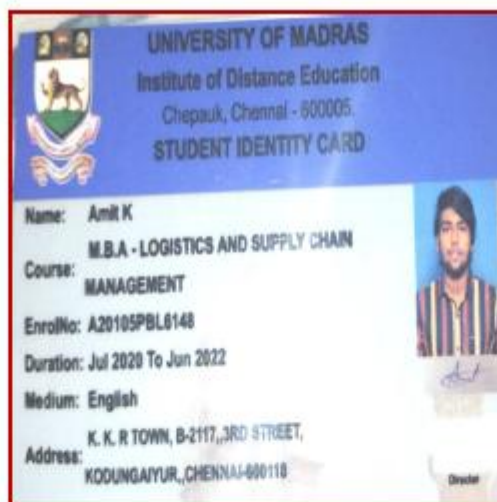 UNIVERSITY OF MADRAS
Institute of Distance Education
Chepauk, Chennai - 600005.
STUDENT IDENTITY CARD
Name: Amit K
Course: M.B.A - LOGISTICS AND SUPPLY CHAIN
MANAGEMENT
EnrolNo: A20105PBL6148
Duration: Jul 2020 To Jun 2022
Medium: English
Address: K. K. R TOWN, B-2117,,3RD STREET,
KODUNGAIYUR,,CHENNAI-600118
Director